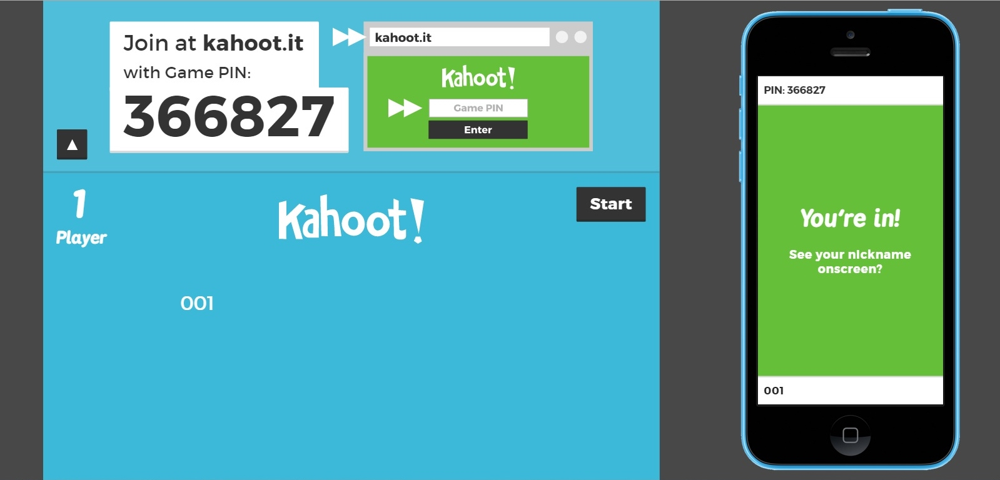 Join at kahoot.it
with Game PIN:
366827
kahoot.it
Kahoot!
Game PIN
Enter
1
Player
Kahoot!
Start
001
PIN: 366827
You're in!
See your nickname
onscreen?
001